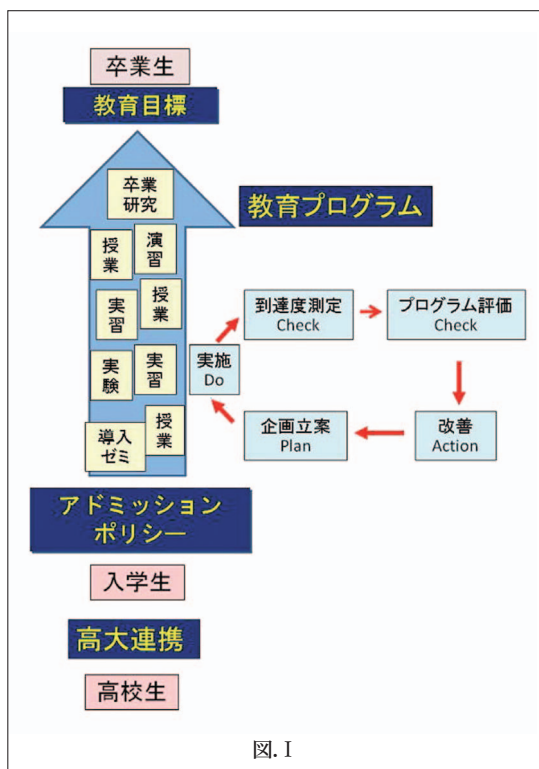 卒業生
教育目標
卒業
研究
教育プログラム
授業
演習
実習
授業
到達度測定
Check
プログラム評価
Check
実験
実習
実施
Do
企画立案
Plan
改善
Action
導入
ゼミ
授業
アドミッション
ポリシー
入学生
高大連携
高校生
図.I